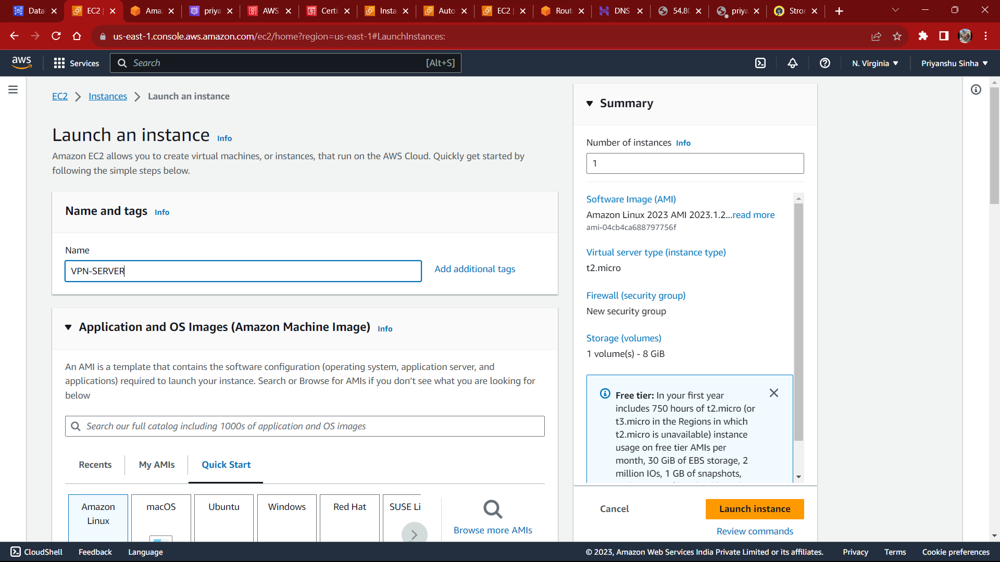 Datal
EC2 |
Ama
priya
AWS
Certi
Insta
Auto
EC2 |
Rout
DNS
54.80
priya
Stron
us-east-1.console.aws.amazon.com/ec2/home?region=us-east-1#LaunchInstances:
aws
Services
Search
[Alt+S]
N. Virginia
Priyanshu Sinha
EC2
Instances
Launch an instance
Launch an instance Info
Amazon EC2 allows you to create virtual machines, or instances, that run on the AWS Cloud. Quickly get started by
following the simple steps below.
Name and tags Info
Name
VPN-SERVER
Add additional tags
Application and OS Images (Amazon Machine Image) Info
An AMI is a template that contains the software configuration (operating system, application server, and
applications) required to launch your instance. Search or Browse for AMIs if you don’t see what you are looking for
below
Search our full catalog including 1000s of application and OS images
Recents
My AMIs
Quick Start
Amazon
Linux
macOS
Ubuntu
Windows
Red Hat
SUSE Li
Browse more AMIs
Summary
Number of instances Info
1
Software Image (AMI)
Amazon Linux 2023 AMI 2023.1.2...read more
ami-04cb4ca688797756f
Virtual server type (instance type)
t2.micro
Firewall (security group)
New security group
Storage (volumes)
1 volume(s) - 8 GiB
Free tier: In your first year
includes 750 hours of t2.micro (or
t3.micro in the Regions in which
t2.micro is unavailable) instance
usage on free tier AMIs per
month, 30 GiB of EBS storage, 2
million IOs, 1 GB of snapshots,
Cancel
Launch instance
Review commands
CloudShell
Feedback
Language
© 2023, Amazon Web Services India Private Limited or its affiliates.
Privacy
Terms
Cookie preferences